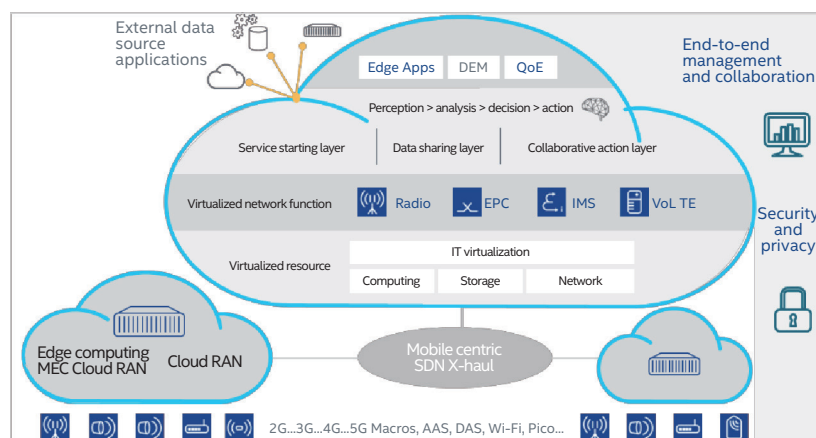 External data
source
applications
End-to-end
management
and collaboration
Edge Apps
DEM
QoE
Perception > analysis > decision > action
Service starting layer
Data sharing layer
Collaborative action layer
Virtualized network function
Radio
EPC
IMS
VoL TE
Security
and
privacy
IT virtualization
Virtualized resource
Computing
Storage
Network
Edge computing
MEC Cloud RAN
Cloud RAN
Mobile centric
SDN X-haul
2G...3G...4G...5G Macros, AAS, DAS, Wi-Fi, Pico...